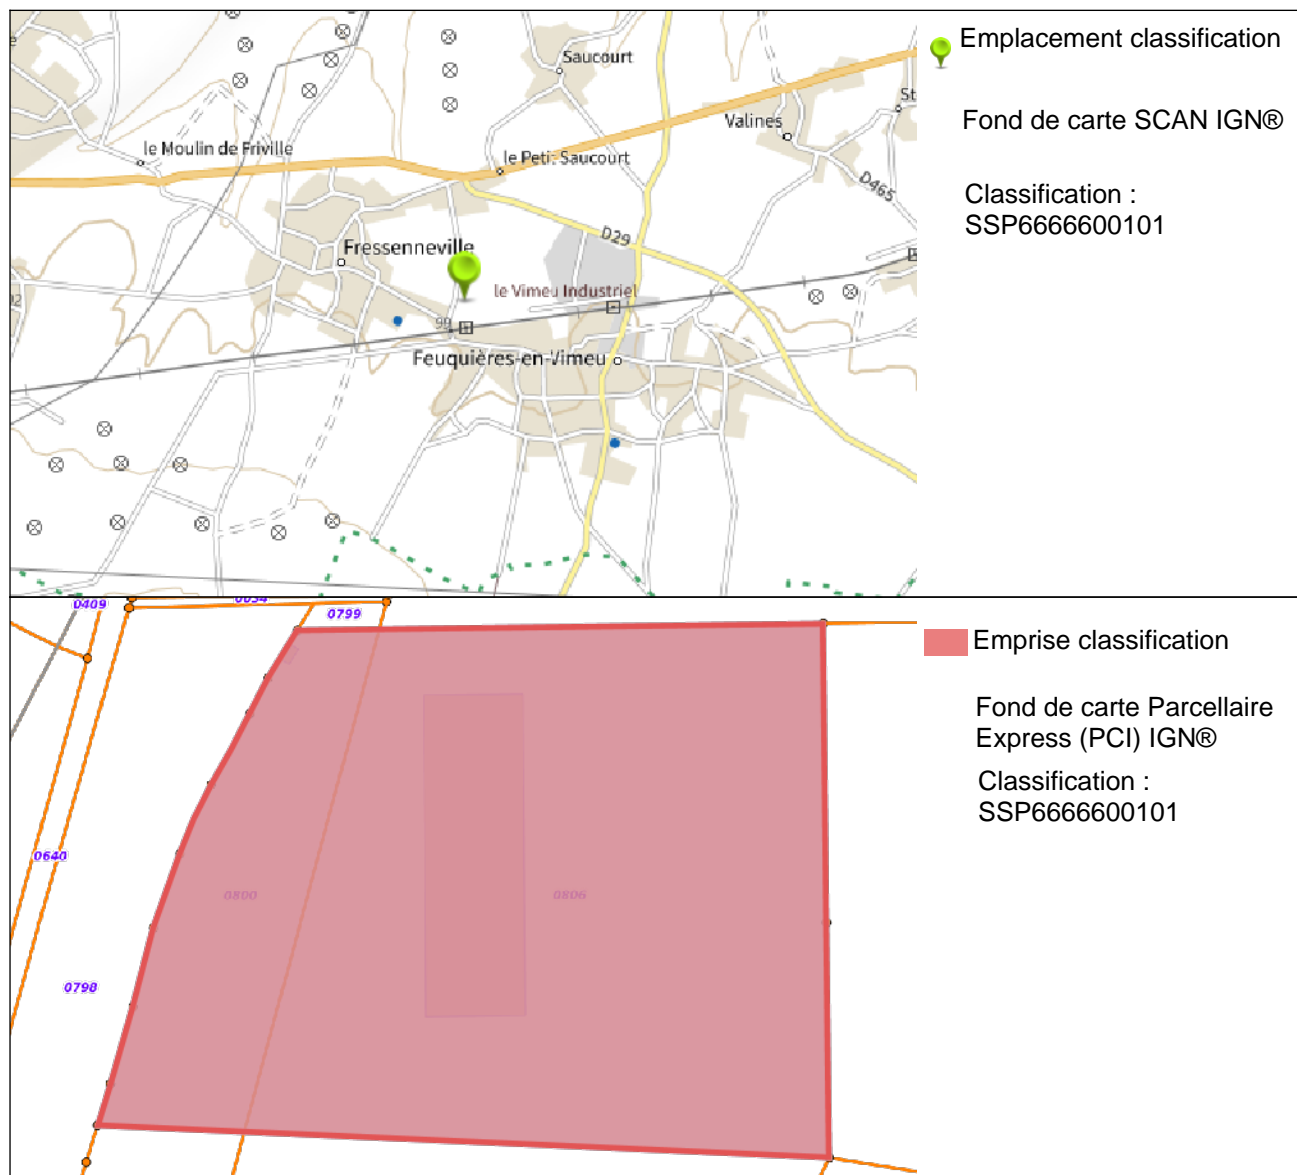 Saucourt
St
Valines
le Moulin de Friville
le Petit Saucourt
D465
D29
Fressenneville
le Vimeu Industriel
99
Feuquières-en-Vimeu
Emplacement classification
Fond de carte SCAN IGN®
Classification :
SSP6666600101
0409
0799
0640
0800
0806
0798
Emprise classification
Fond de carte Parcellaire
Express (PCI) IGN®
Classification :
SSP6666600101